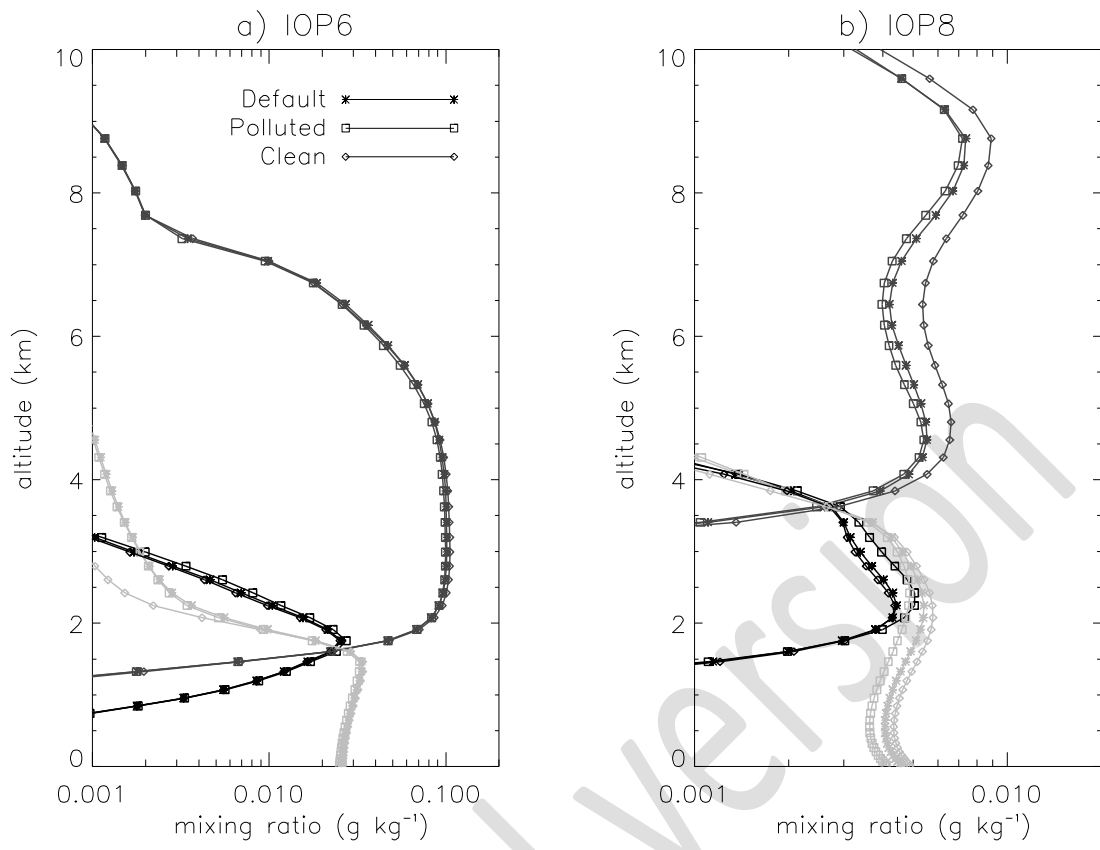 a) IOP6
b) IOP8
Default
Polluted
Clean
10
8
6
4
2
0
altitude (km)
0.001
0.010
0.100
mixing ratio (g kg⁻¹)
10
8
6
4
2
0
altitude (km)
0.001
0.010
mixing ratio (g kg⁻¹)
version